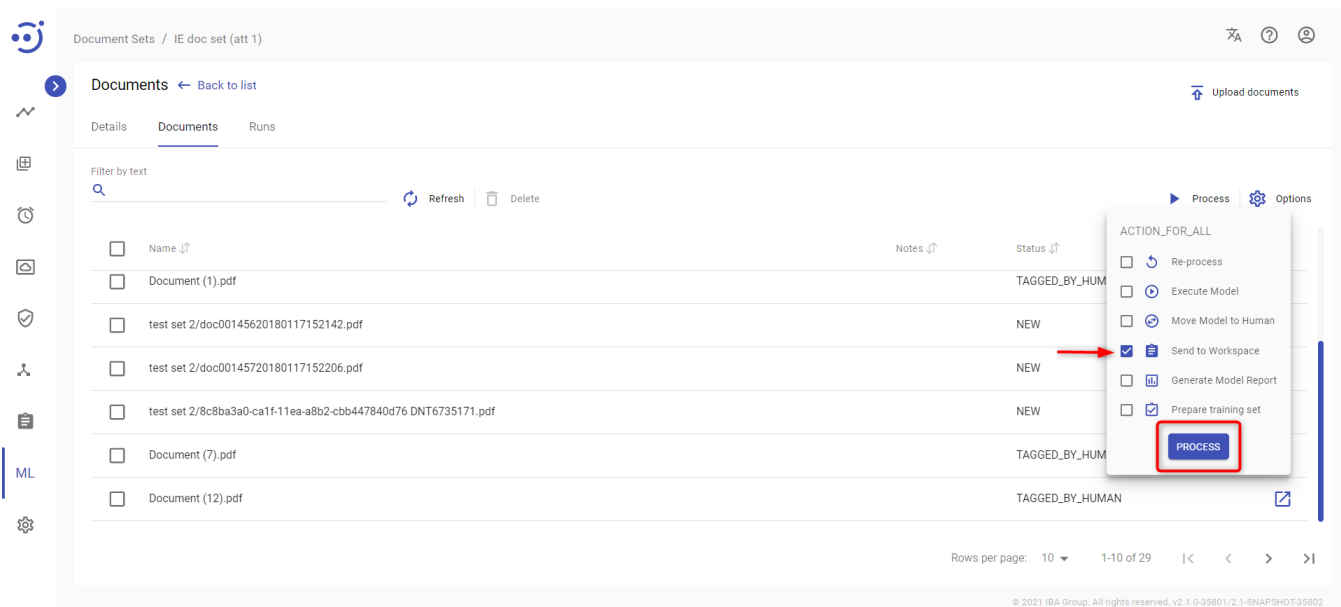 Document Sets / IE doc set (att 1)
Documents ← Back to list
Upload documents
Details Documents Runs
Filter by text
Refresh Delete
Process Options
Name Notes Status
Document (1).pdf TAGGED_BY_HUM
test set 2/doc00145620180117152142.pdf NEW
test set 2/doc00145720180117152206.pdf NEW
test set 2/8c8ba3a0-ca1f-11ea-a8b2-cbb447840d76 DNT6735171.pdf NEW
Document (7).pdf TAGGED_BY_HUM
Document (12).pdf TAGGED_BY_HUMAN
ACTION_FOR_ALL
Re-process
Execute Model
Move Model to Human
Send to Workspace
Generate Model Report
Prepare training set
PROCESS
ML
Rows per page: 10 1-10 of 29
© 2021 IBA Group. All rights reserved. v2.1.0-35801/2.1-SNAPSHOT-35802